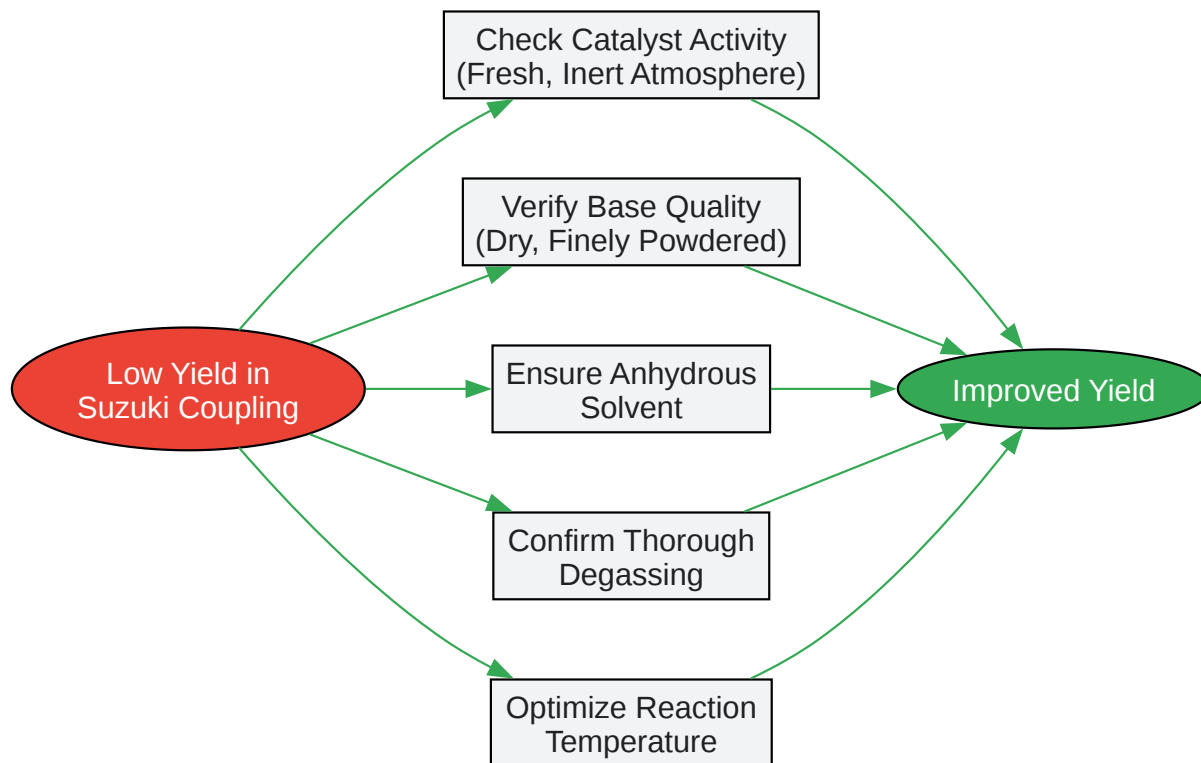 Check Catalyst Activity
(Fresh, Inert Atmosphere)
Verify Base Quality
(Dry, Finely Powdered)
Low Yield in
Suzuki Coupling
Ensure Anhydrous
Solvent
Improved Yield
Confirm Thorough
Degassing
Optimize Reaction
Temperature